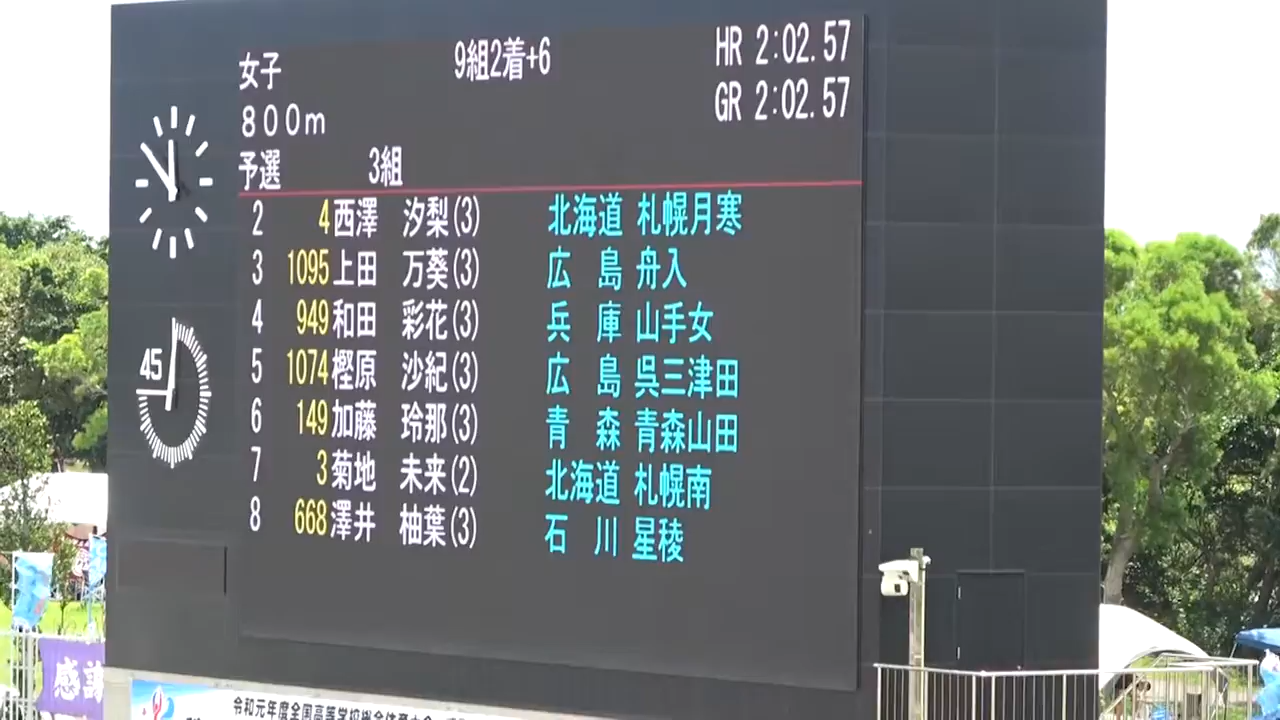 女子 9組2着+6 HR 2:02.57
800m GR 2:02.57
予選 3組
2 4 西澤 汐梨(3) 北海道 札幌月寒
3 1095 上田 万葵(3) 広島 舟入
4 949 和田 彩花(3) 兵庫 山手女
5 1074 樫原 沙紀(3) 広島 呉三津田
6 149 加藤 玲那(3) 青森 青森山田
7 3 菊地 未来(2) 北海道 札幌南
8 668 澤井 柚葉(3) 石川 星稜
45
感謝
令和元年度全国高等学校総合体育大会